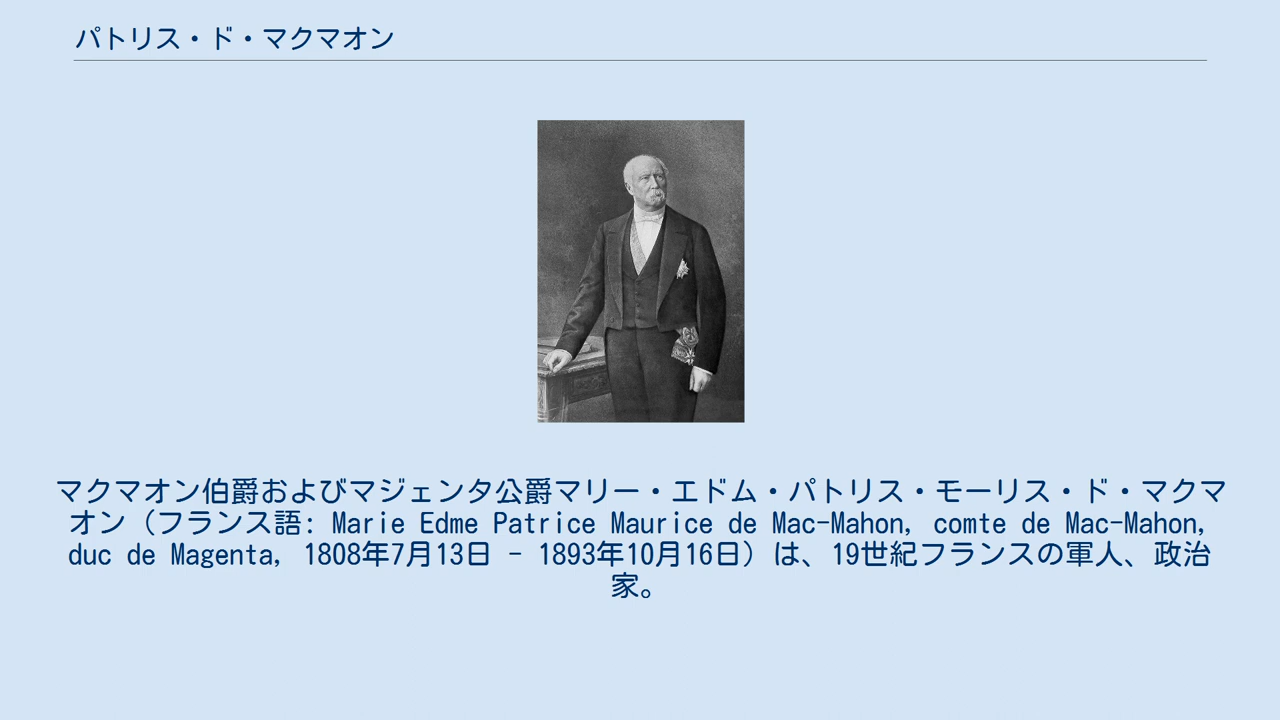 パトリス・ド・マクマオン
マクマオン伯爵およびマジェンタ公爵マリー・エドム・パトリス・モーリス・ド・マクマ
オン（フランス語: Marie Edme Patrice Maurice de Mac-Mahon, comte de Mac-Mahon,
duc de Magenta, 1808年7月13日 - 1893年10月16日）は、19世紀フランスの軍人、政治
家。